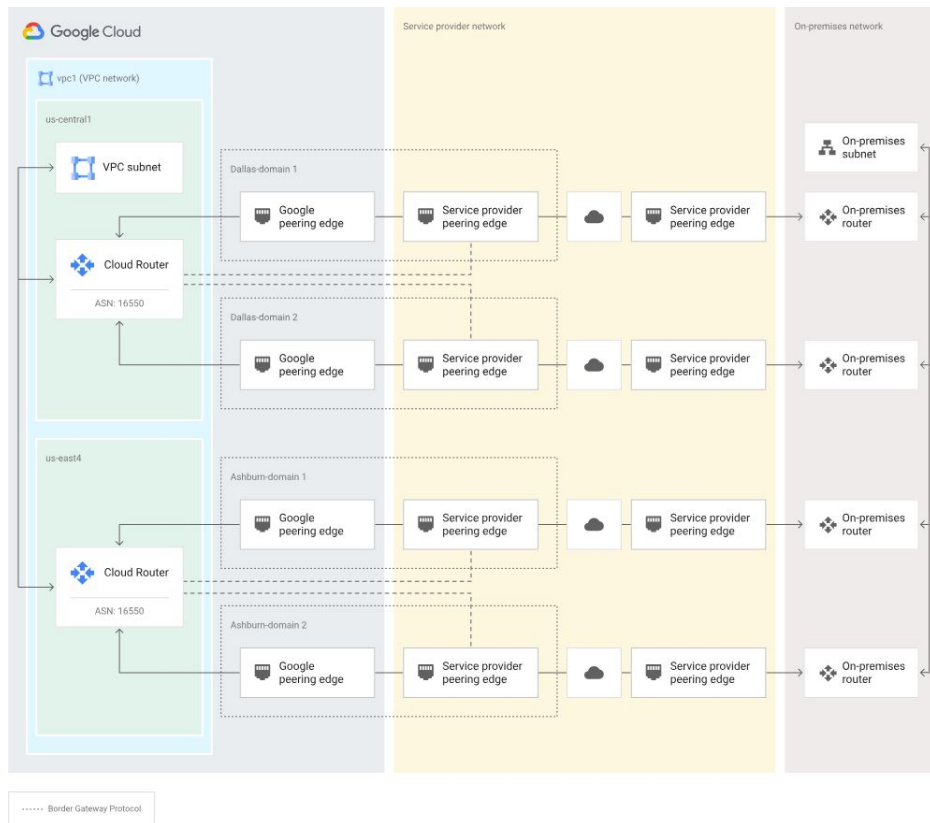 Google Cloud
Service provider network
On-premises network
vpc1 (VPC network)
us-central1
VPC subnet
On-premises
subnet
Dallas-domain 1
Google
peering edge
Service provider
peering edge
Service provider
peering edge
On-premises
router
Cloud Router
ASN: 16550
Dallas-domain 2
Google
peering edge
Service provider
peering edge
Service provider
peering edge
On-premises
router
us-east4
Ashburn-domain 1
Google
peering edge
Service provider
peering edge
Service provider
peering edge
On-premises
router
Cloud Router
ASN: 16550
Ashburn-domain 2
Google
peering edge
Service provider
peering edge
Service provider
peering edge
On-premises
router
Border Gateway Protocol